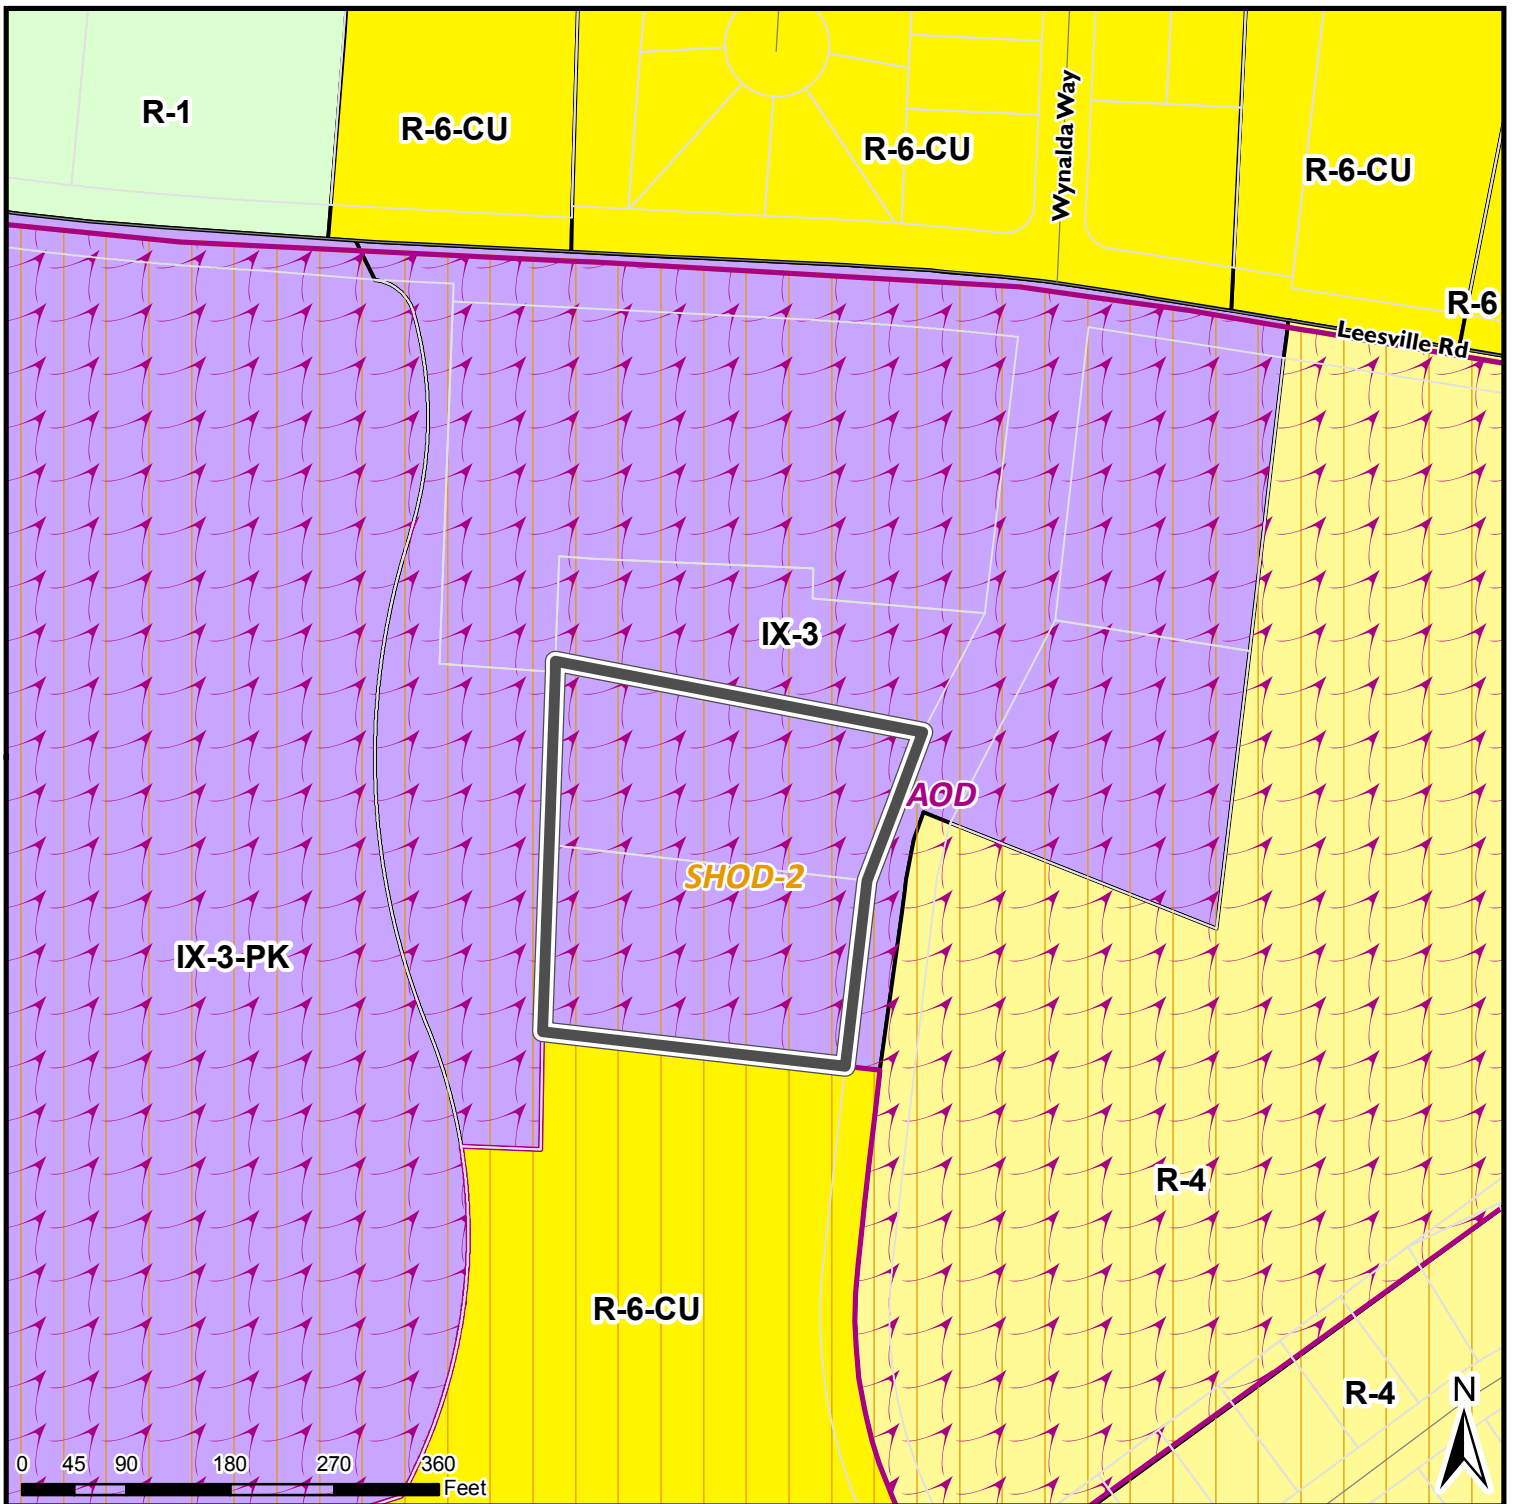 R-1
R-6-CU
R-6-CU
Wynalda Way
R-6-CU
R-6
Leesville Rd
IX-3
AOD
SHOD-2
IX-3-PK
R-4
R-6-CU
R-4
N
0 45 90 180 270 360
Feet